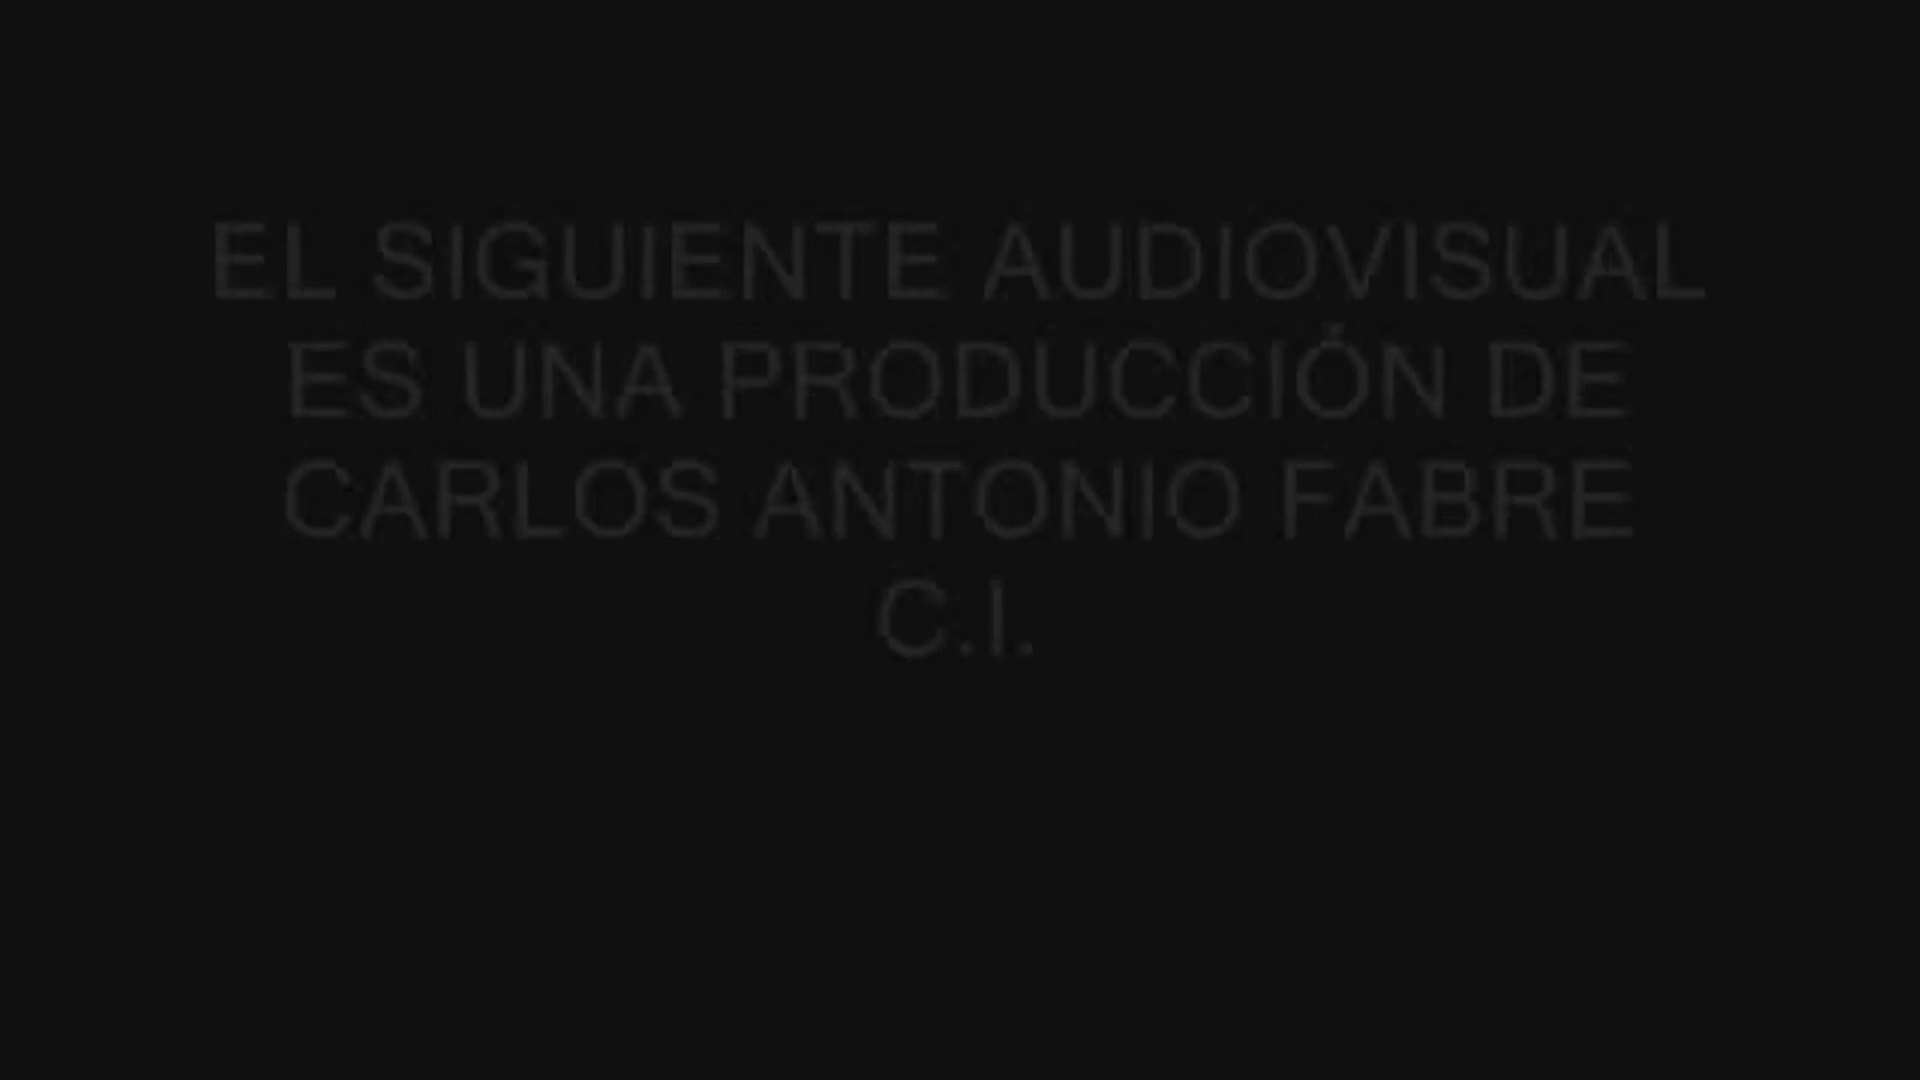 EL SIGUIENTE AUDIOVISUAL
ES UNA PRODUCCIÓN DE
CARLOS ANTONIO FABRE
C.I.